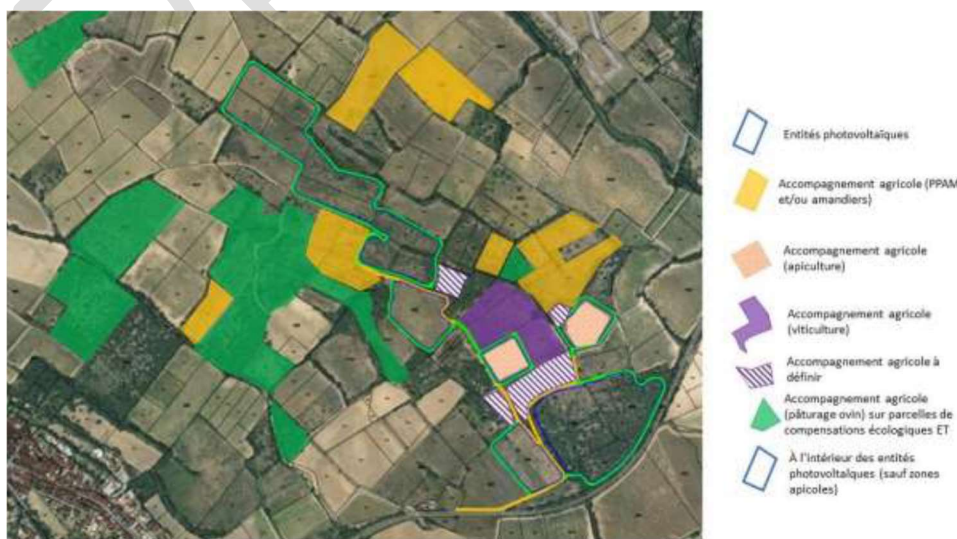 Entités photovoltaïques
Accompagnement agricole (PPAM
et/ou amandiers)
Accompagnement agricole
(apiculture)
Accompagnement agricole
(viticulture)
Accompagnement agricole à
définir
Accompagnement agricole
(pâturage ovin) sur parcelles de
compensations écologiques ET
À l'intérieur des entités
photovoltaïques (sauf zones
apicoles)